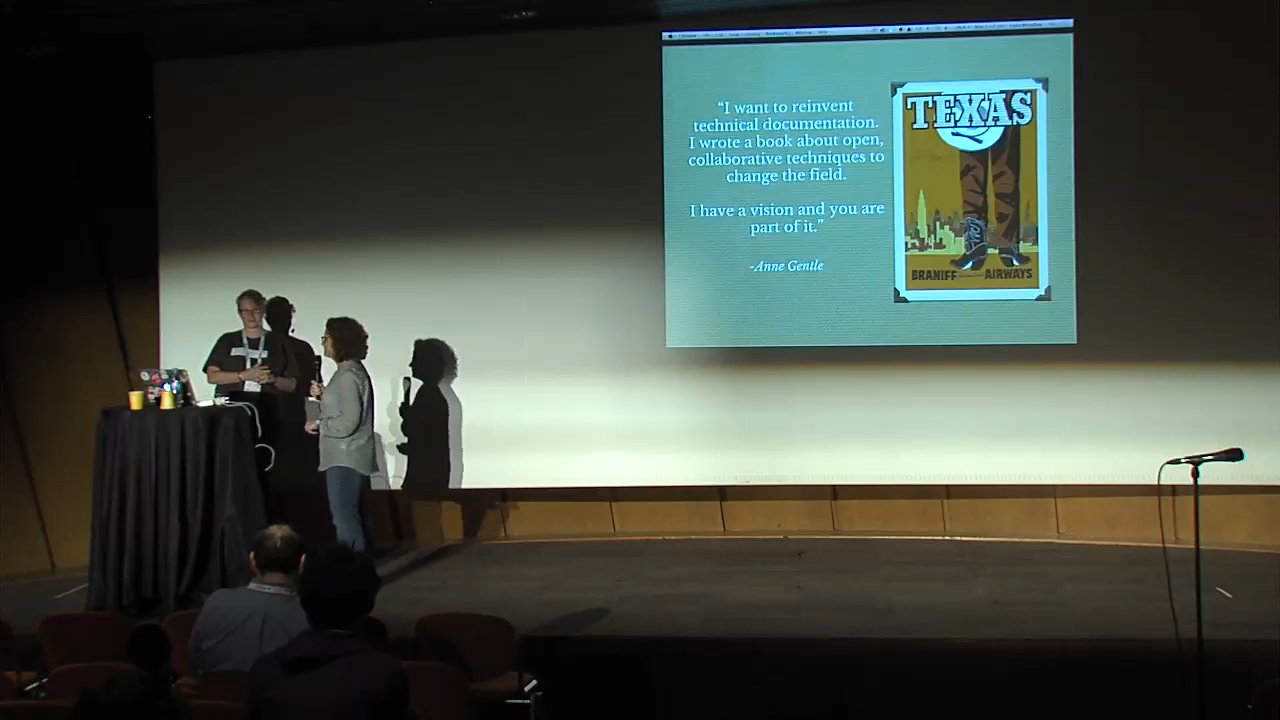 “I want to reinvent
technical documentation.
I wrote a book about open,
collaborative techniques to
change the field.
I have a vision and you are
part of it.”
-Anne Gentle
TEXAS
BRANIFF
AIRWAYS